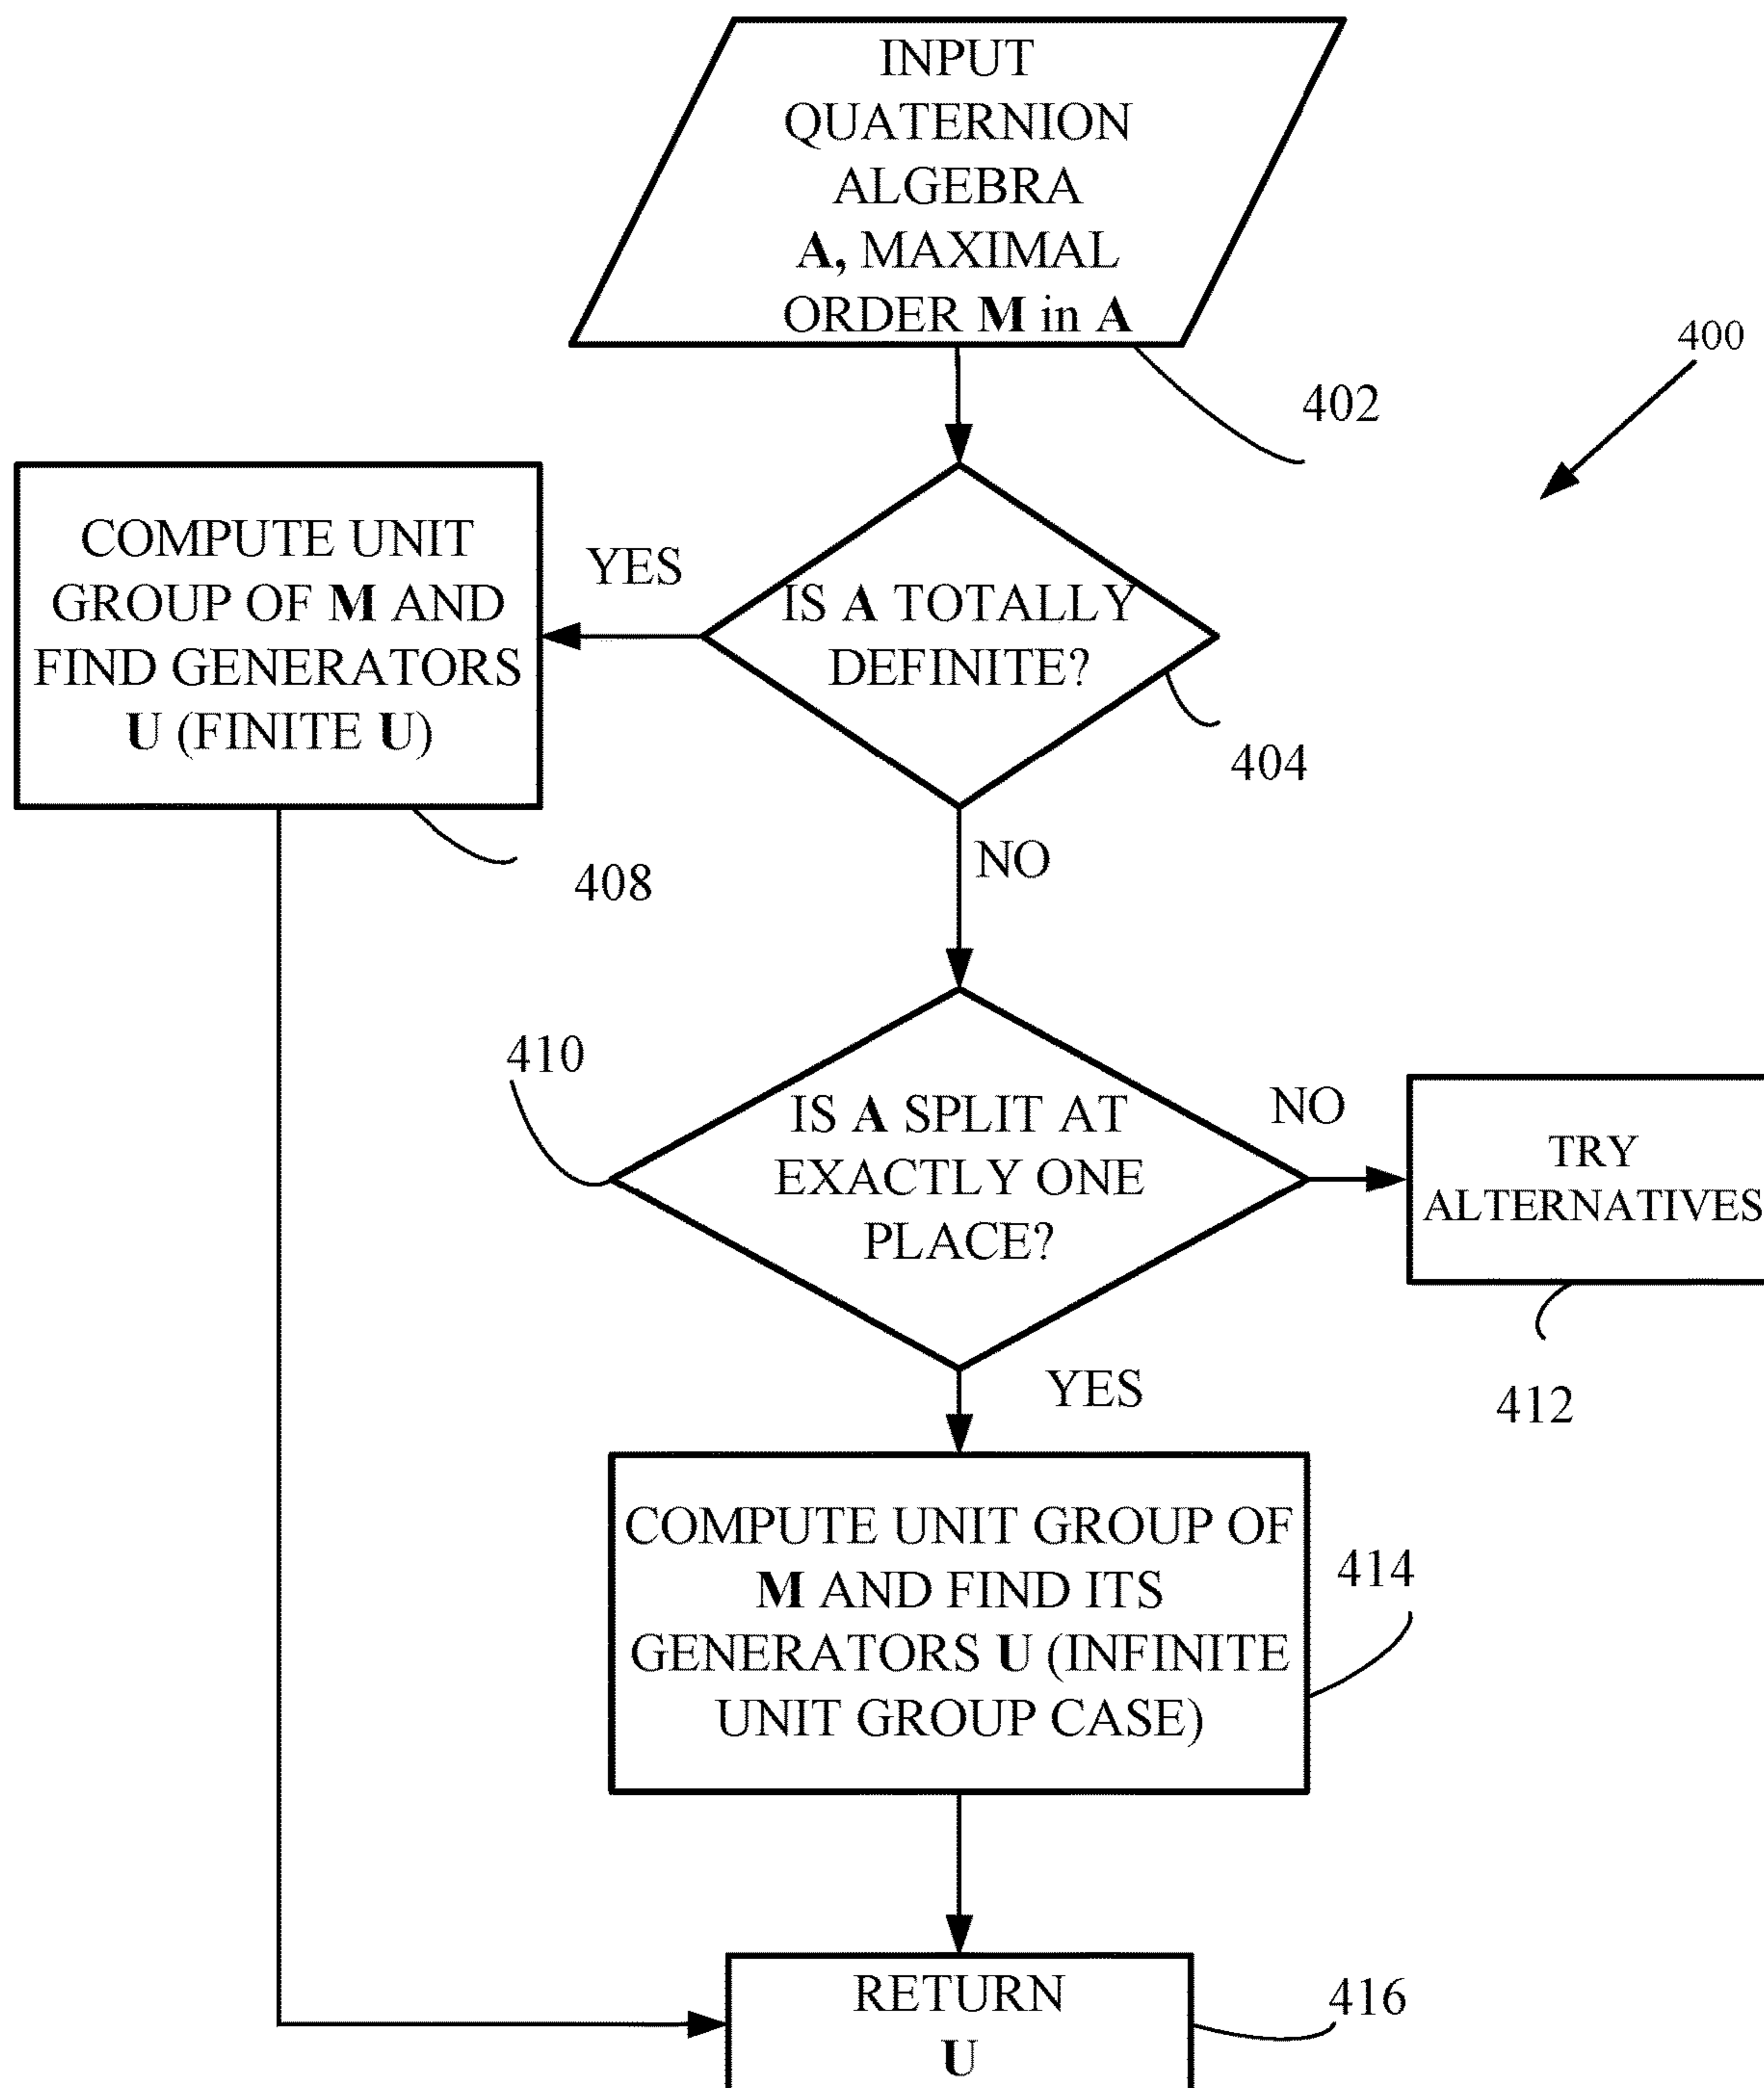 INPUT
QUATERNION
ALGEBRA
A, MAXIMAL
ORDER M in A
400
402
COMPUTE UNIT
GROUP OF M AND
FIND GENERATORS
U (FINITE U)
YES
IS A TOTALLY
DEFINITE?
404
408
NO
410
IS A SPLIT AT
EXACTLY ONE
PLACE?
NO
TRY
ALTERNATIVES
412
YES
COMPUTE UNIT GROUP OF
M AND FIND ITS
GENERATORS U (INFINITE
UNIT GROUP CASE)
414
RETURN
U
416